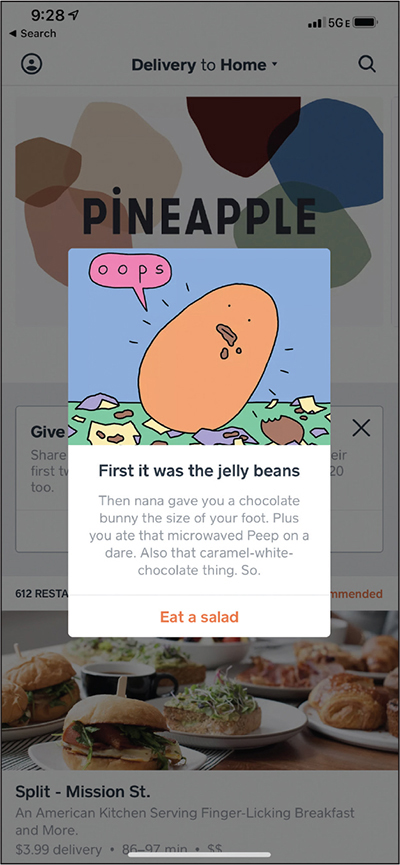 9:28
5GE
◀ Search
Delivery to Home
PiNEAPPLE
oops
First it was the jelly beans
Then nana gave you a chocolate
bunny the size of your foot. Plus
you ate that microwaved Peep on a
dare. Also that caramel-white-
chocolate thing. So.
Eat a salad
Give
Share
eir
first tw
20
too.
612 RESTA
mmended
Split - Mission St.
An American Kitchen Serving Finger-Licking Breakfast
and More.
$3.99 delivery • 86–97 min • $$